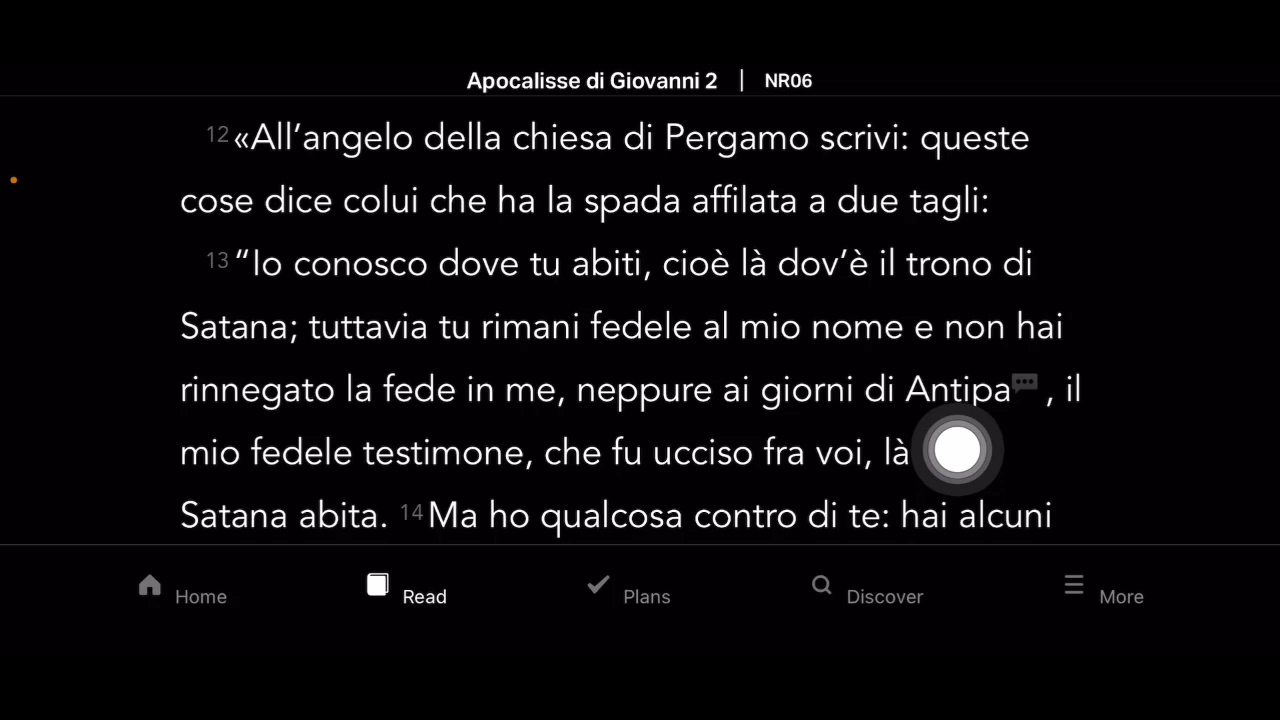 Apocalisse di Giovanni 2 | NR06
12 «All’angelo della chiesa di Pergamo scrivi: queste
cose dice colui che ha la spada affilata a due tagli:
13 “Io conosco dove tu abiti, cioè là dov’è il trono di
Satana; tuttavia tu rimani fedele al mio nome e non hai
rinnegato la fede in me, neppure ai giorni di Antipa , il
mio fedele testimone, che fu ucciso fra voi, là
Satana abita. 14 Ma ho qualcosa contro di te: hai alcuni
Home Read Plans Discover More